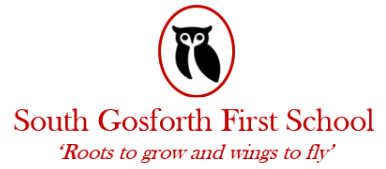 South Gosforth First School
‘Roots to grow and wings to fly’